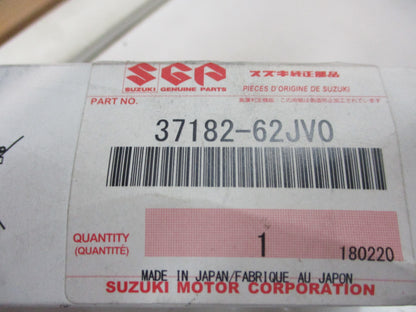 SGP スズキ純正部品
SUZUKI GENUINE PARTS PIÈCES D'ORIGINE DE SUZUKI
PART NO.
37182-62JV0
QUANTITY
(QUANTITÉ)
1
180220
MADE IN JAPAN/FABRIQUE AU JAPON
SUZUKI MOTOR CORPORATION